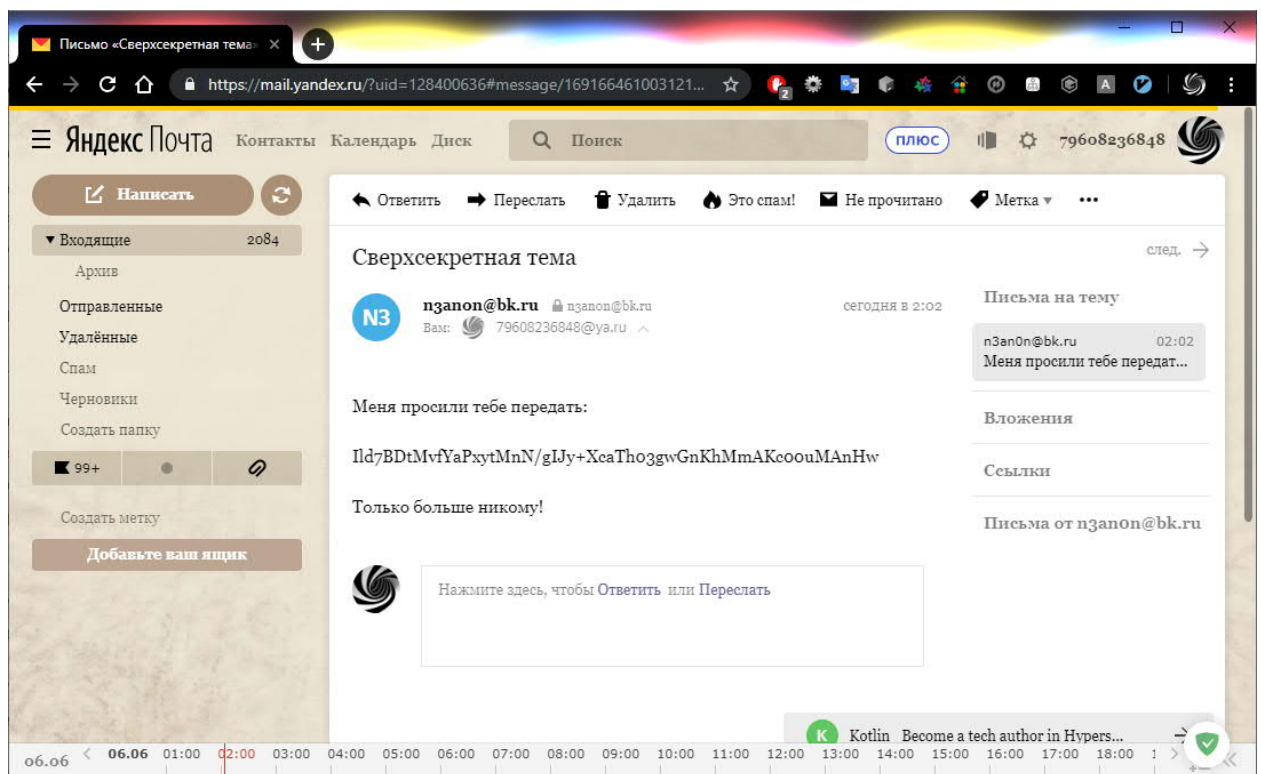 Письмо «Сверхсекретная тема»
https://mail.yandex.ru/?uid=128400636#message/169166461003121...
2
A
Яндекс Почта Контакты Календарь Диск Поиск плюс 79608236848
Написать
Ответить Переслать Удалить Это спам! Не прочитано Метка
Входящие 2084
Архив
Отправленные
Удалённые
Спам
Черновики
Создать папку
99+
Создать метку
Добавьте ваш ящик
Сверхсекретная тема
след.
N3
n3anon@bk.ru n3anon@bk.ru сегодня в 2:02
Вам: 79608236848@ya.ru
Меня просили тебе передать:
Ild7BDtMvfYaPxytMnN/gIJy+XcaTh03gwGnKhMmAKc00uMAnHw
Только больше никому!
Нажмите здесь, чтобы Ответить или Переслать
Письма на тему
n3an0n@bk.ru 02:02
Меня просили тебе передат...
Вложения
Ссылки
Письма от n3anon@bk.ru
K Kotlin Become a tech author in Hypers...
06.06 06.06 01:00 02:00 03:00 04:00 05:00 06:00 07:00 08:00 09:00 10:00 11:00 12:00 13:00 14:00 15:00 16:00 17:00 18:00 1